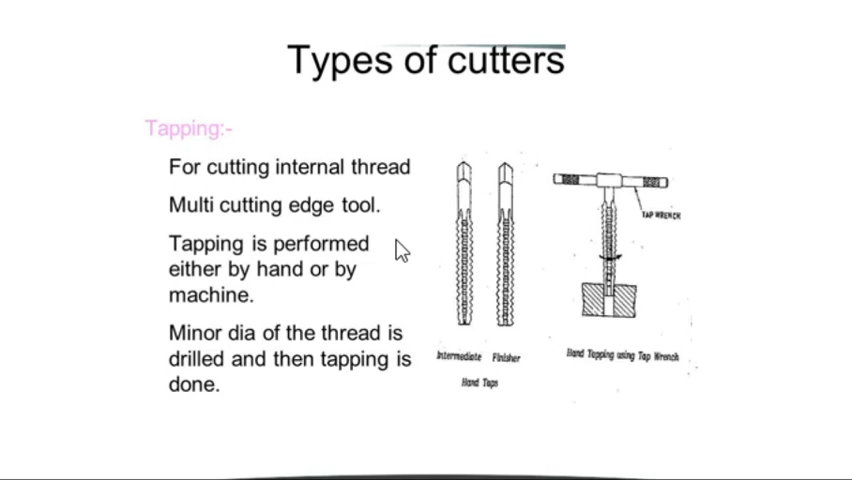 Types of cutters
Tapping:-
For cutting internal thread
Multi cutting edge tool.
Tapping is performed
either by hand or by
machine.
Minor dia of the thread is
drilled and then tapping is
done.
TAP WRENCH
Intermediate Finisher
Hand Taps
Hand Tapping using Tap Wrench